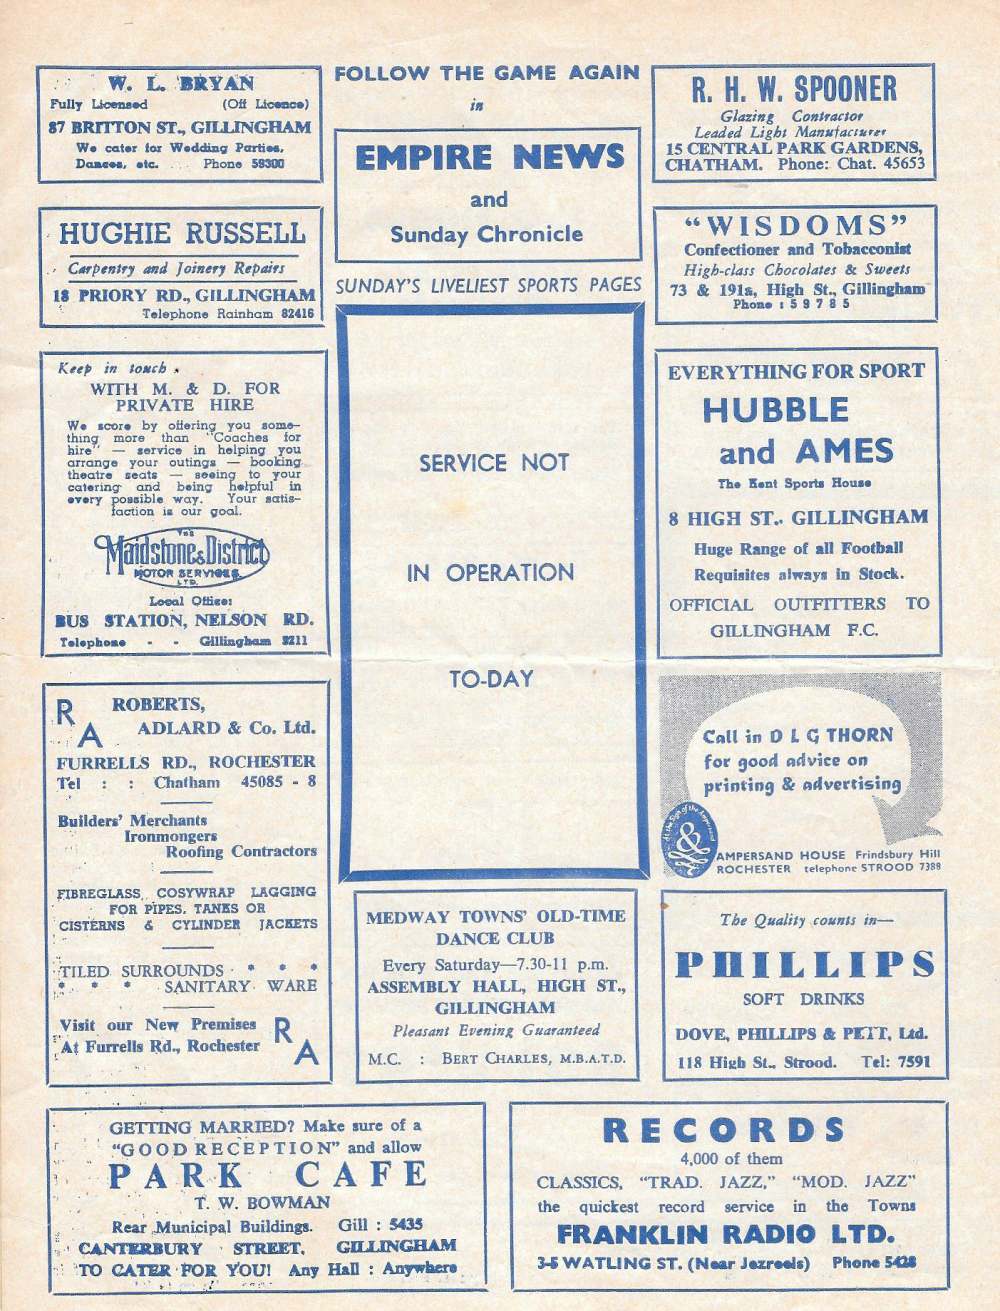 W. L. BRYAN
Fully Licensed (Off Licence)
87 BRITTON ST., GILLINGHAM
We cater for Wedding Parties,
Dances, etc. Phone 58300
HUGHIE RUSSELL
Carpentry and Joinery Repairs
18 PRIORY RD., GILLINGHAM
Telephone Rainham 82416
Keep in touch
WITH M. & D. FOR
PRIVATE HIRE
We score by offering you some-
thing more than "Coaches for
hire" — service in helping you
arrange your outings — booking
theatre seats — seeing to your
catering and being helpful in
every possible way. Your satis-
faction is our goal.
THE
Maidstone & District
MOTOR SERVICES
LTD.
Local Office:
BUS STATION, NELSON RD.
Telephone - - Gillingham 5211
R A
ROBERTS,
ADLARD & Co. Ltd.
FURRELLS RD., ROCHESTER
Tel : : Chatham 45085 - 8
Builders' Merchants
Ironmongers
Roofing Contractors
FIBREGLASS, COSYWRAP LAGGING
FOR PIPES, TANKS OR
CISTERNS & CYLINDER JACKETS
TILED SURROUNDS * * *
* * * SANITARY WARE
Visit our New Premises
At Furrells Rd., Rochester
R A
FOLLOW THE GAME AGAIN
in
EMPIRE NEWS
and
Sunday Chronicle
SUNDAY'S LIVELIEST SPORTS PAGES
SERVICE NOT
IN OPERATION
TO-DAY
MEDWAY TOWNS' OLD-TIME
DANCE CLUB
Every Saturday—7.30-11 p.m.
ASSEMBLY HALL, HIGH ST.,
GILLINGHAM
Pleasant Evening Guaranteed
M.C. : BERT CHARLES, M.B.A.T.D.
R. H. W. SPOONER
Glazing Contractor
Leaded Light Manufacturer
15 CENTRAL PARK GARDENS,
CHATHAM. Phone: Chat. 45653
"WISDOMS"
Confectioner and Tobacconist
High-class Chocolates & Sweets
73 & 191a, High St., Gillingham
Phone : 59785
EVERYTHING FOR SPORT
HUBBLE
and AMES
The Kent Sports House
8 HIGH ST., GILLINGHAM
Huge Range of all Football
Requisites always in Stock.
OFFICIAL OUTFITTERS TO
GILLINGHAM F.C.
Call in D L G THORN
for good advice on
printing & advertising
At the Sign of the Ampersand
&
AMPERSAND HOUSE Frindsbury Hill
ROCHESTER telephone STROOD 7388
The Quality counts in—
PHILLIPS
SOFT DRINKS
DOVE, PHILLIPS & PETT, Ltd.
118 High St., Strood. Tel: 7591
GETTING MARRIED? Make sure of a
"GOOD RECEPTION" and allow
PARK CAFE
T. W. BOWMAN
Rear Municipal Buildings. Gill : 5435
CANTERBURY STREET, GILLINGHAM
TO CATER FOR YOU! Any Hall : Anywhere
RECORDS
4,000 of them
CLASSICS, "TRAD. JAZZ," "MOD. JAZZ"
the quickest record service in the Towns
FRANKLIN RADIO LTD.
3-5 WATLING ST. (Near Jezreels) Phone 5428